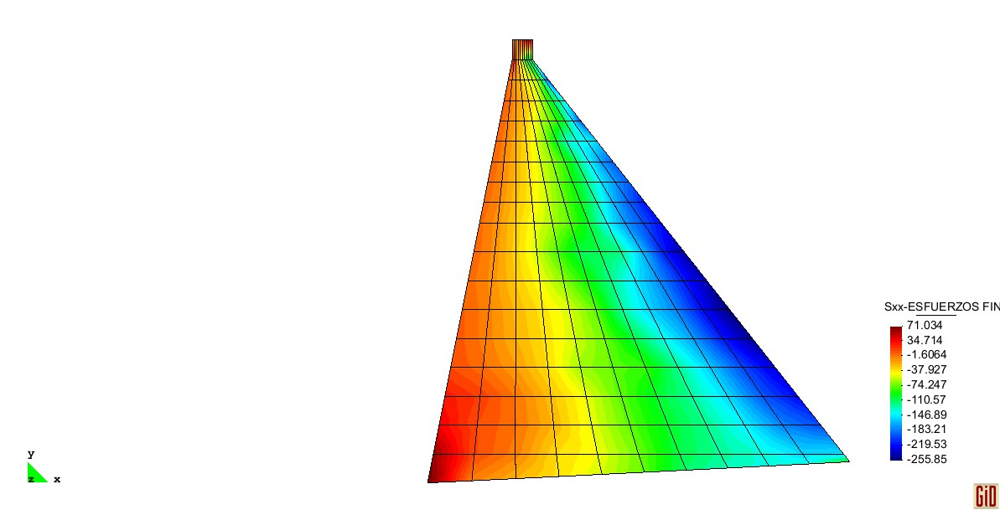 Sxx-ESFUERZOS FIN
71.034
34.714
-1.6064
-37.927
-74.247
-110.57
-146.89
-183.21
-219.53
-255.85
y
z x
GiD